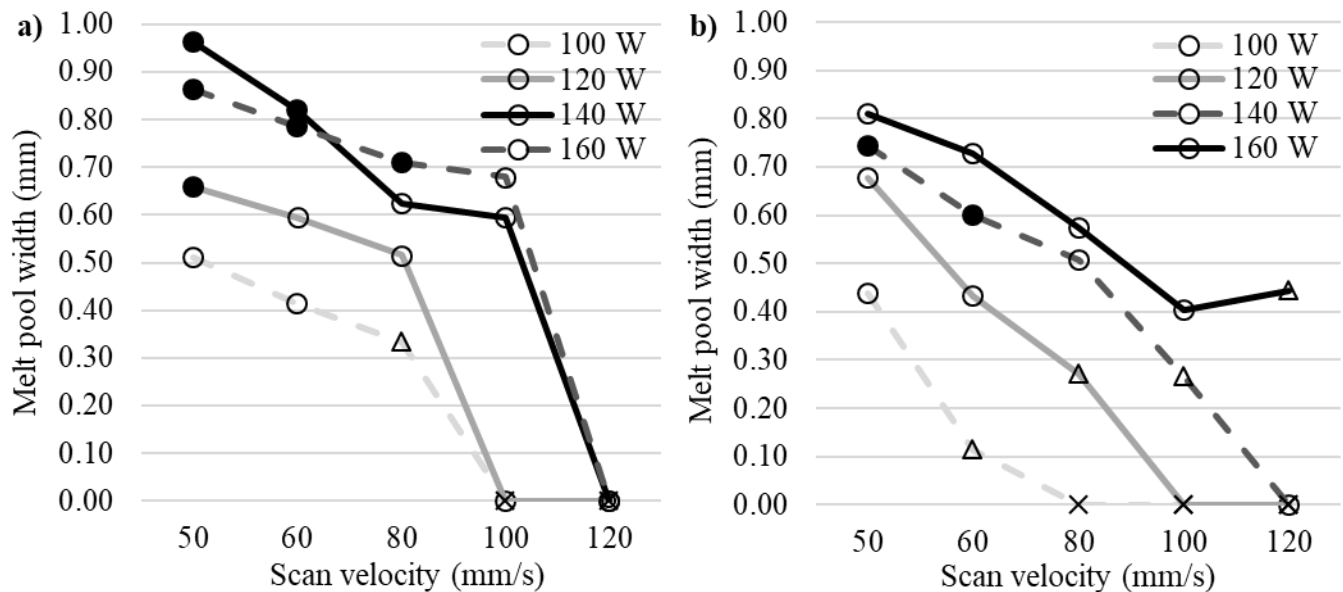 a)
Melt pool width (mm)
1.00
0.90
0.80
0.70
0.60
0.50
0.40
0.30
0.20
0.10
0.00
50 60 80 100 120
Scan velocity (mm/s)
100 W
120 W
140 W
160 W
b)
Melt pool width (mm)
1.00
0.90
0.80
0.70
0.60
0.50
0.40
0.30
0.20
0.10
0.00
50 60 80 100 120
Scan velocity (mm/s)
100 W
120 W
140 W
160 W